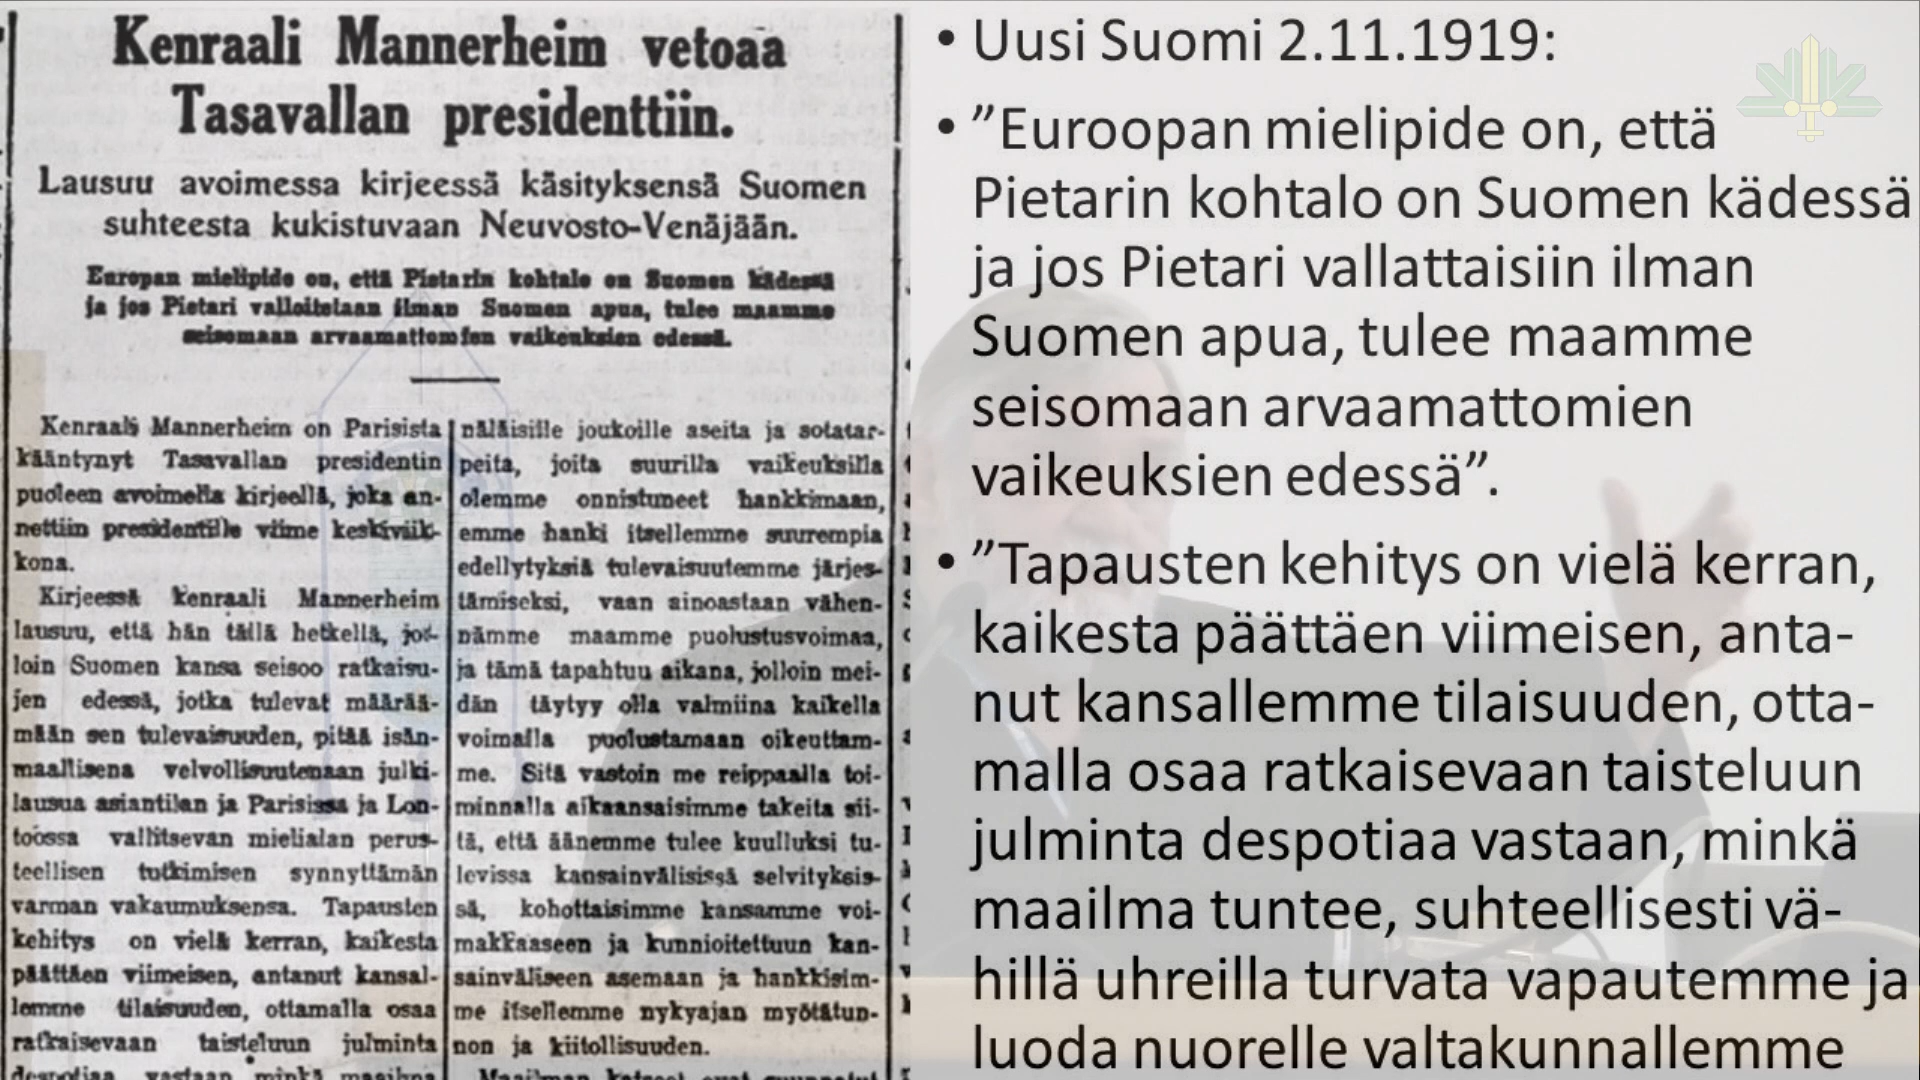 Kenraali Mannerheim vetoaa
Tasavallan presidenttiin.
Lausuu avoimessa kirjeessä käsityksensä Suomen
suhteesta kukistuvaan Neuvosto-Venäjään.
Europan mielipide on, että Pietarin kohtalo on Suomen kädessä
ja jos Pietari valloitetaan ilman Suomen apua, tulee maamme
seisomaan arvaamattomien vaikeuksien edessä.
Kenraali Mannerheim on Parisista
kääntynyt Tasavallan presidentin
puoleen avoimella kirjeellä, joka an-
nettiin presidentille viime keskiviik-
kona.
Kirjeessä kenraali Mannerheim
lausuu, että hän tällä hetkellä, jol-
loin Suomen kansa seisoo ratkaisu-
jen edessä, jotka tulevat määrää-
mään sen tulevaisuuden, pitää isän-
maallisena velvollisuutenaan julki-
lausua asiantilan ja Parisissa ja Lon-
toossa vallitsevan mielialan perus-
teellisen tutkimisen synnyttämän
varman vakaumuksensa. Tapausten
kehitys on vielä kerran, kaikesta
päättäen viimeisen, antanut kansal-
lemme tilaisuuden, ottamalla osaa
ratkaisevaan taisteluun julminta
despotiaa vastaan minkä maailma
näläisille joukoille aseita ja sotatar-
peita, joita suurilla vaikeuksilla
olemme onnistuneet hankkimaan,
emme hanki itsellemme suurempia
edellytyksiä tulevaisuutemme järjes-
tämiseksi, vaan ainoastaan vähen-
nämme maamme puolustusvoimaa,
ja tämä tapahtuu aikana, jolloin mei-
dän täytyy olla valmiina kaikella
voimalla puolustamaan oikeuttam-
me. Sitä vastoin me reippaalla toi-
minnalla aikaansaisimme takeita sii-
tä, että äänemme tulee kuulluksi tu-
levissa kansainvälisissä selvityksis-
sä, kohottaisimme kansamme voi-
makkaaseen ja kunnioitettuun kan-
sainväliseen asemaan ja hankkisim-
me itsellemme nykyajan myötätun-
non ja kiitollisuuden.
• Uusi Suomi 2.11.1919:
• ”Euroopan mielipide on, että
Pietarin kohtalo on Suomen kädessä
ja jos Pietari vallattaisiin ilman
Suomen apua, tulee maamme
seisomaan arvaamattomien
vaikeuksien edessä”.
• ”Tapausten kehitys on vielä kerran,
kaikesta päättäen viimeisen, anta-
nut kansallemme tilaisuuden, otta-
malla osaa ratkaisevaan taisteluun
julminta despotiaa vastaan, minkä
maailma tuntee, suhteellisesti vä-
hillä uhreilla turvata vapautemme ja
luoda nuorelle valtakunnallemme